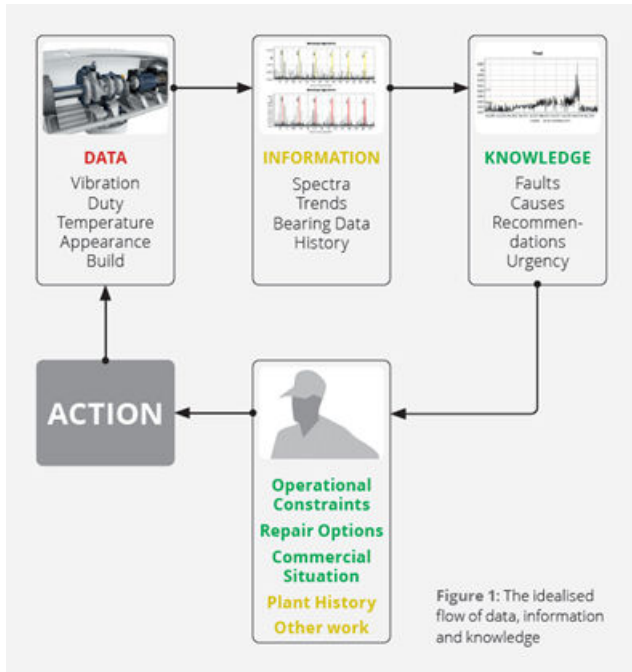 DATA
Vibration
Duty
Temperature
Appearance
Build
INFORMATION
Spectra
Trends
Bearing Data
History
KNOWLEDGE
Faults
Causes
Recommen-
dations
Urgency
ACTION
Operational
Constraints
Repair Options
Commercial
Situation
Plant History
Other work
Figure 1: The idealised
flow of data, information
and knowledge